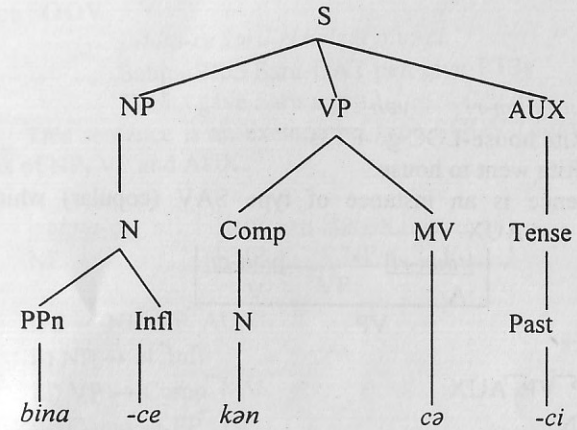 S
NP VP AUX
N Comp MV Tense
PPn Infl N Past
bina -ce kən cə -ci